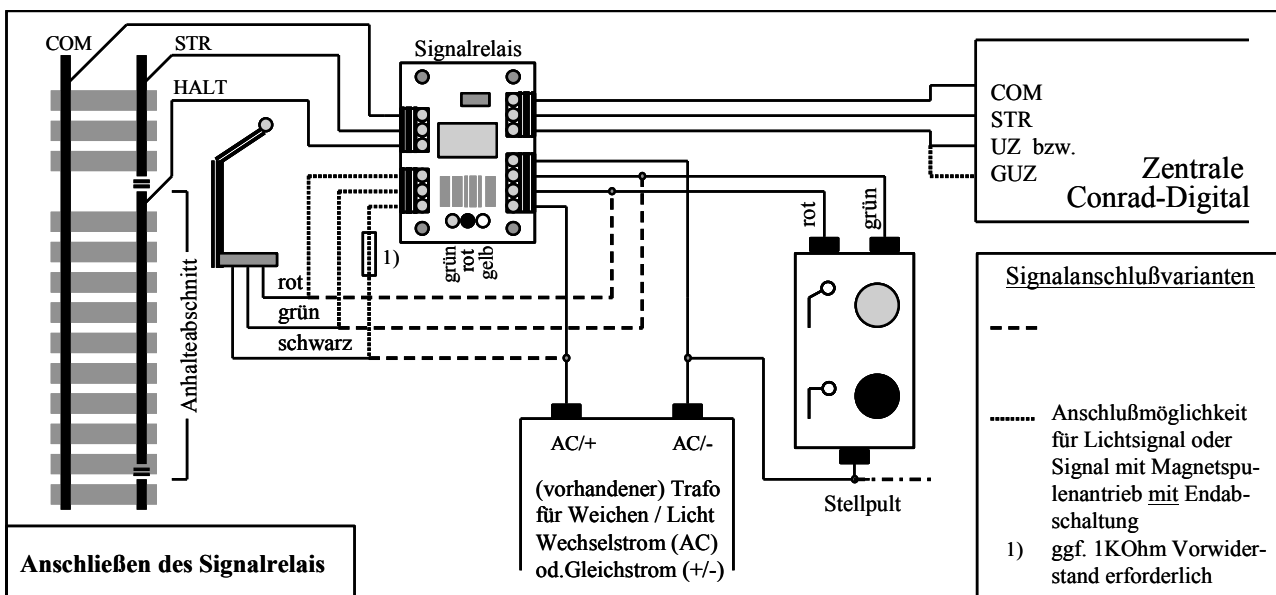 COM
STR
HALT
Signalrelais
Anhalteabschnitt
rot
grün
schwarz
1)
grün
rot
gelb
COM
STR
UZ bzw.
GUZ
Zentrale
Conrad-Digital
rot
grün
Stellpult
AC/+
AC/-
(vorhandener) Trafo
für Weichen / Licht
Wechselstrom (AC)
od.Gleichstrom (+/-)
Signalanschlußvarianten
Anschlußmöglichkeit
für Lichtsignal oder
Signal mit Magnetspu-
lenantrieb mit Endab-
schaltung
1) ggf. 1KOhm Vorwider-
stand erforderlich
Anschließen des Signalrelais